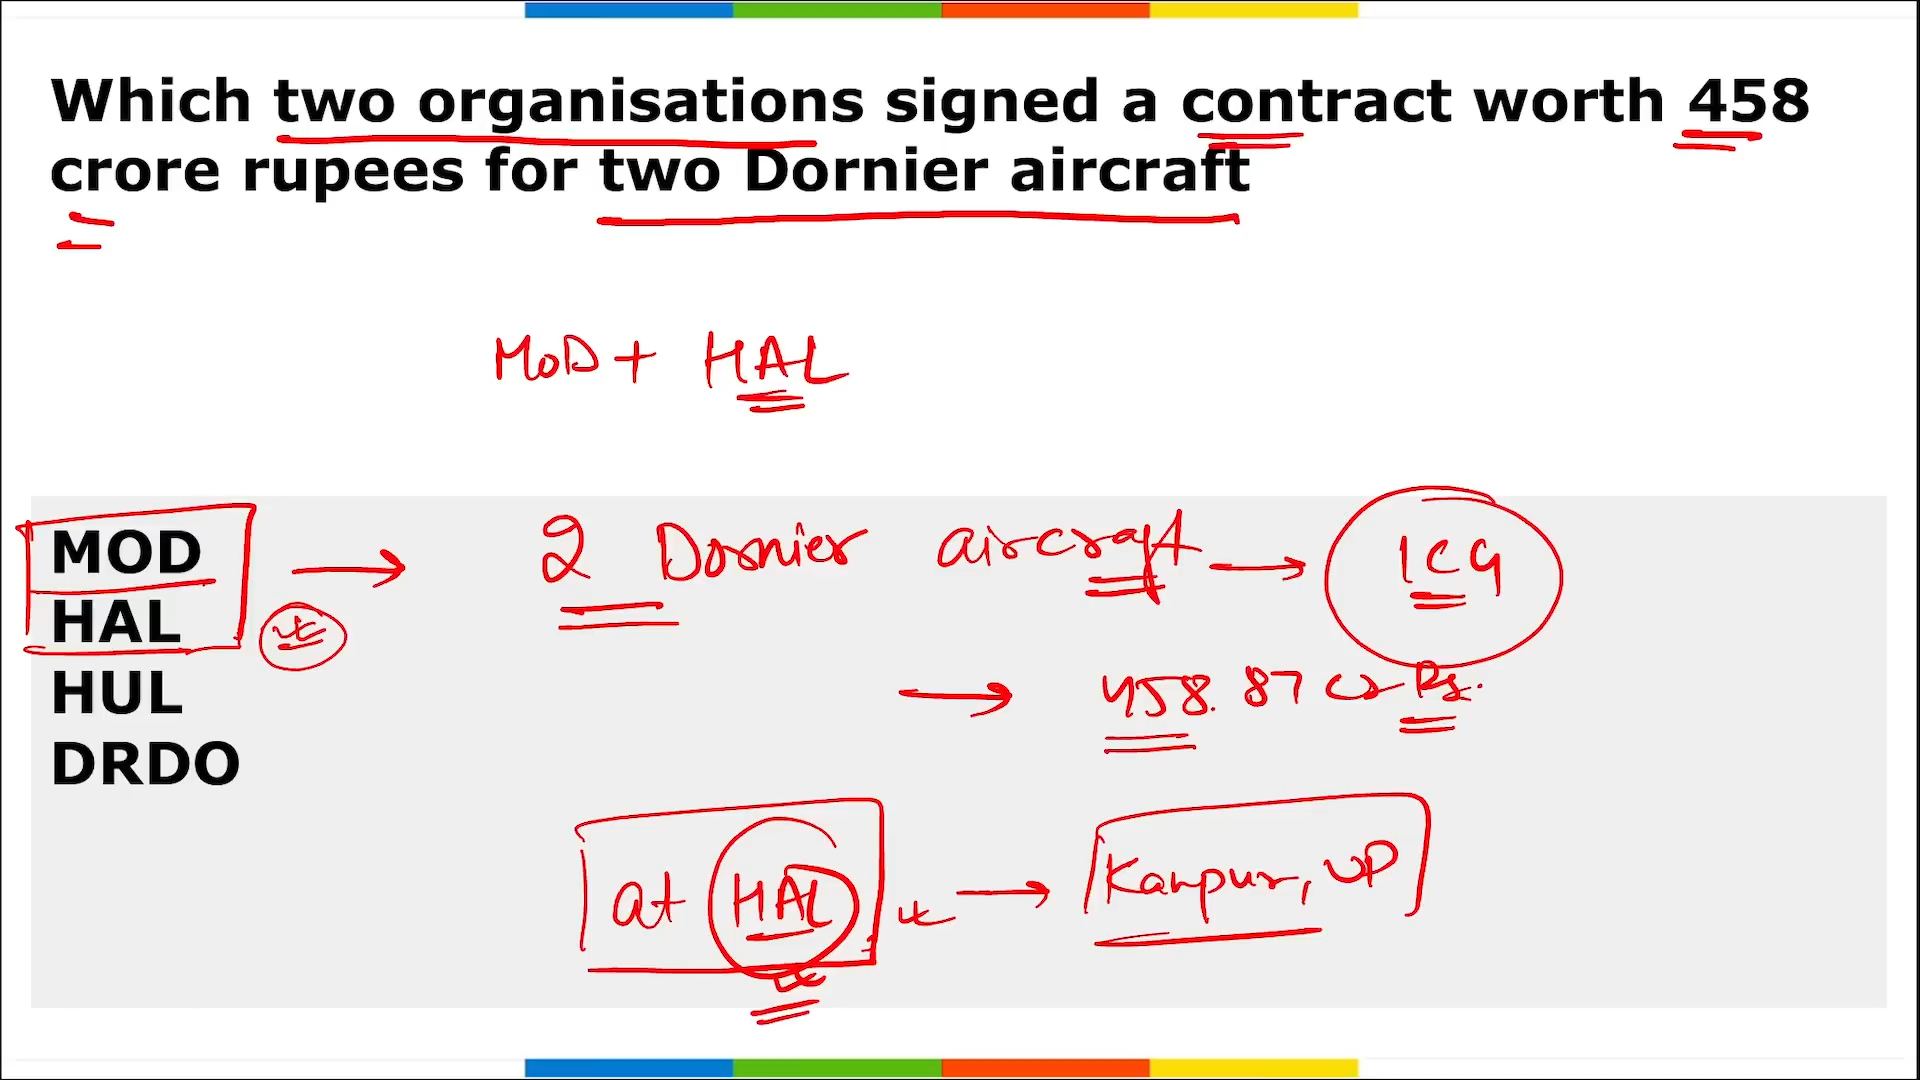 Which two organisations signed a contract worth 458
crore rupees for two Dornier aircraft
MoD + HAL
MOD
HAL
HUL
DRDO
2 Dornier aircraft → ICG
→ 458.87 cr Rs.
at HAL → Kanpur, UP